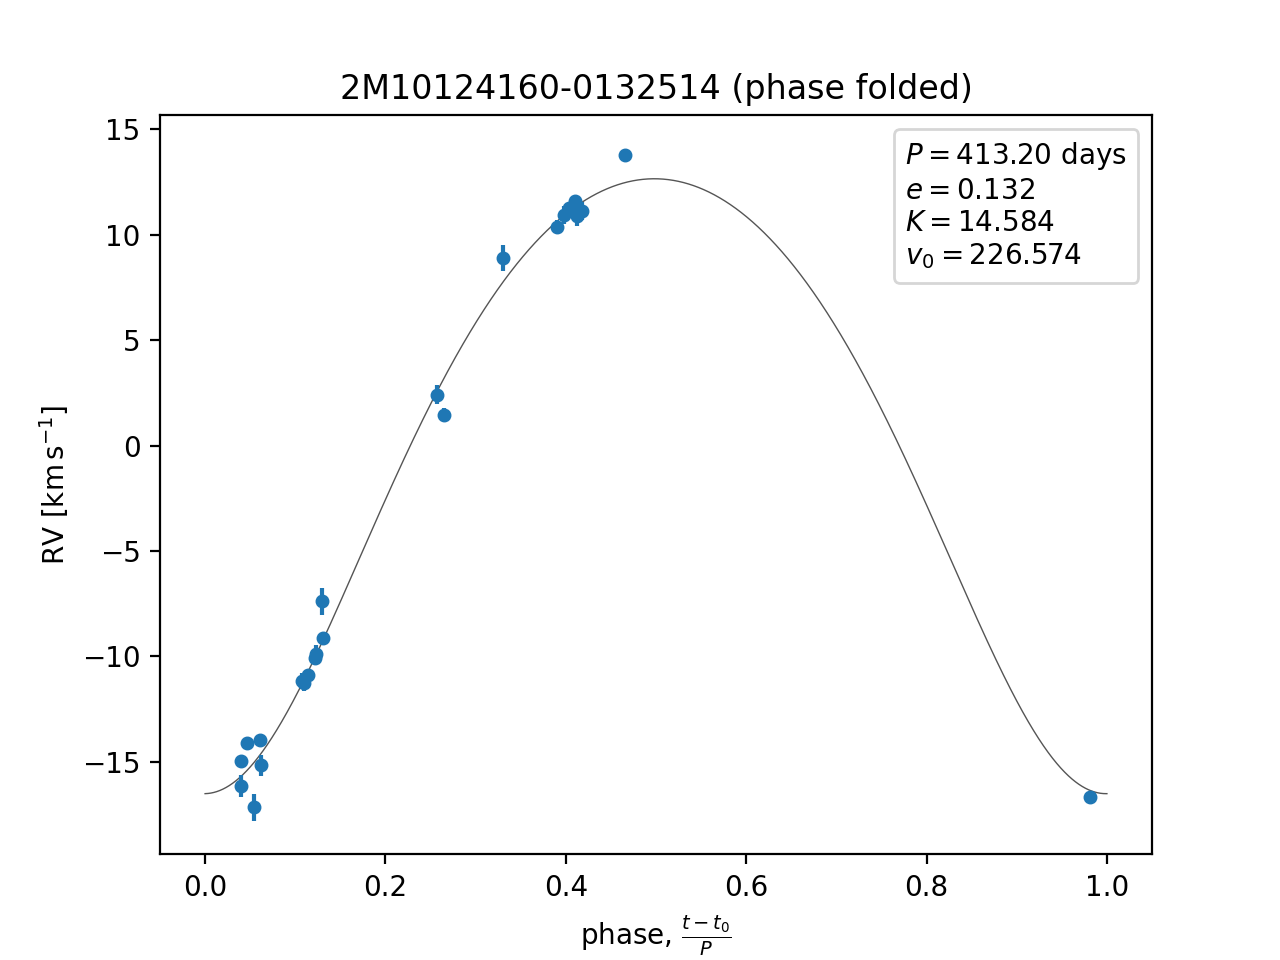 2M10124160-0132514 (phase folded)
P = 413.20 days
e = 0.132
K = 14.584
v₀ = 226.574
15
10
5
0
−5
−10
−15
RV [km s⁻¹]
0.0 0.2 0.4 0.6 0.8 1.0
phase, (t − t₀)/P